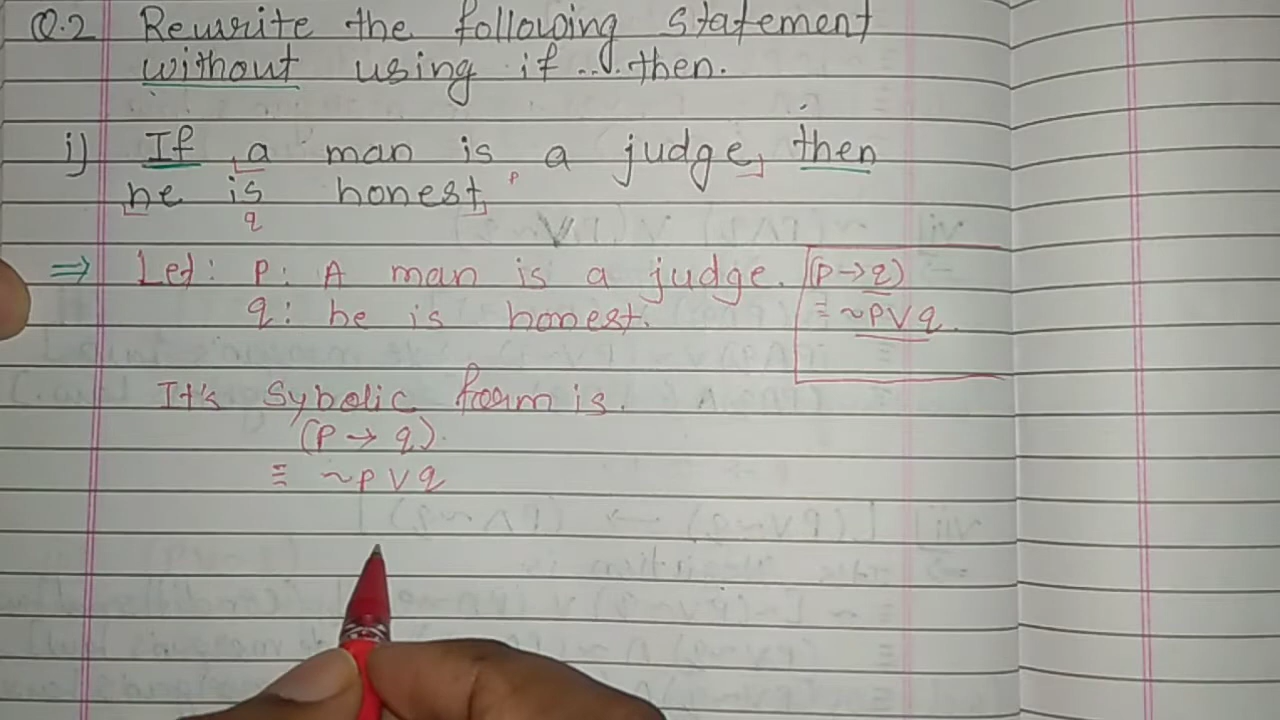 Q.2 Rewrite the following statement
without using if ... then.
i) If a man is a judge, then
p
he is honest
q
⇒ Let: P: A man is a judge.
q: he is honest.
(p → q)
≡ ~p∨q.
It's Sybolic form is.
(P → q).
≡ ~p∨q